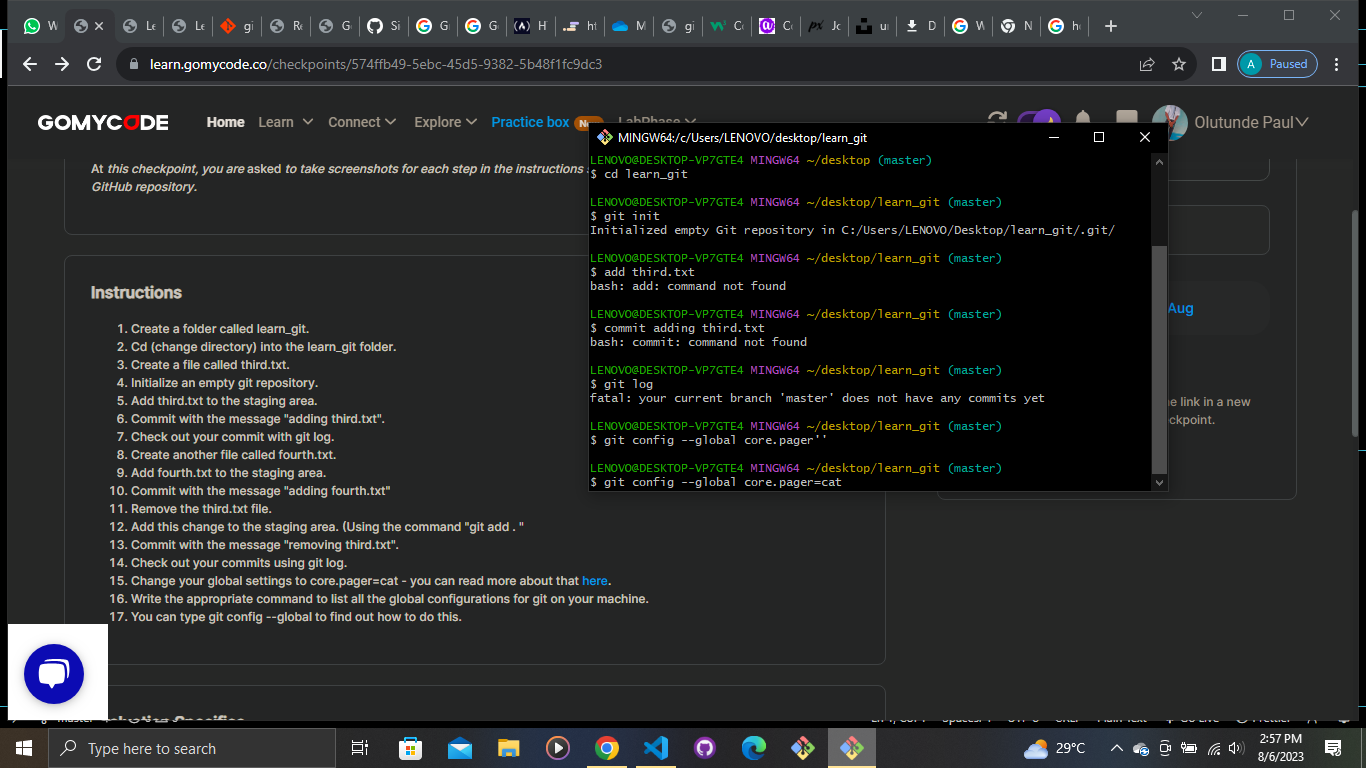 W
Le
Le
gi
Re
G
Si
Gi
Gi
H
ht
M
gi
Co
Co
Jo
ur
D
W
N
ho
learn.gomycode.co/checkpoints/574ffb49-5ebc-45d5-9382-5b48f1fc9dc3
A Paused
GOMYCODE
Home
Learn
Connect
Explore
Practice box
Ne
LabPhase
Olutunde Paul
At this checkpoint, you are asked to take screenshots for each step in the instructions
GitHub repository.
Instructions
1. Create a folder called learn_git.
2. Cd (change directory) into the learn_git folder.
3. Create a file called third.txt.
4. Initialize an empty git repository.
5. Add third.txt to the staging area.
6. Commit with the message "adding third.txt".
7. Check out your commit with git log.
8. Create another file called fourth.txt.
9. Add fourth.txt to the staging area.
10. Commit with the message "adding fourth.txt"
11. Remove the third.txt file.
12. Add this change to the staging area. (Using the command "git add . "
13. Commit with the message "removing third.txt".
14. Check out your commits using git log.
15. Change your global settings to core.pager=cat - you can read more about that here.
16. Write the appropriate command to list all the global configurations for git on your machine.
17. You can type git config --global to find out how to do this.
MINGW64:/c/Users/LENOVO/desktop/learn_git
LENOVO@DESKTOP-VP7GTE4 MINGW64 ~/desktop (master)
$ cd learn_git
LENOVO@DESKTOP-VP7GTE4 MINGW64 ~/desktop/learn_git (master)
$ git init
Initialized empty Git repository in C:/Users/LENOVO/Desktop/learn_git/.git/
LENOVO@DESKTOP-VP7GTE4 MINGW64 ~/desktop/learn_git (master)
$ add third.txt
bash: add: command not found
LENOVO@DESKTOP-VP7GTE4 MINGW64 ~/desktop/learn_git (master)
$ commit adding third.txt
bash: commit: command not found
LENOVO@DESKTOP-VP7GTE4 MINGW64 ~/desktop/learn_git (master)
$ git log
fatal: your current branch 'master' does not have any commits yet
LENOVO@DESKTOP-VP7GTE4 MINGW64 ~/desktop/learn_git (master)
$ git config --global core.pager''
LENOVO@DESKTOP-VP7GTE4 MINGW64 ~/desktop/learn_git (master)
$ git config --global core.pager=cat
Aug
he link in a new
ckpoint.
Type here to search
29°C
2:57 PM
8/6/2023